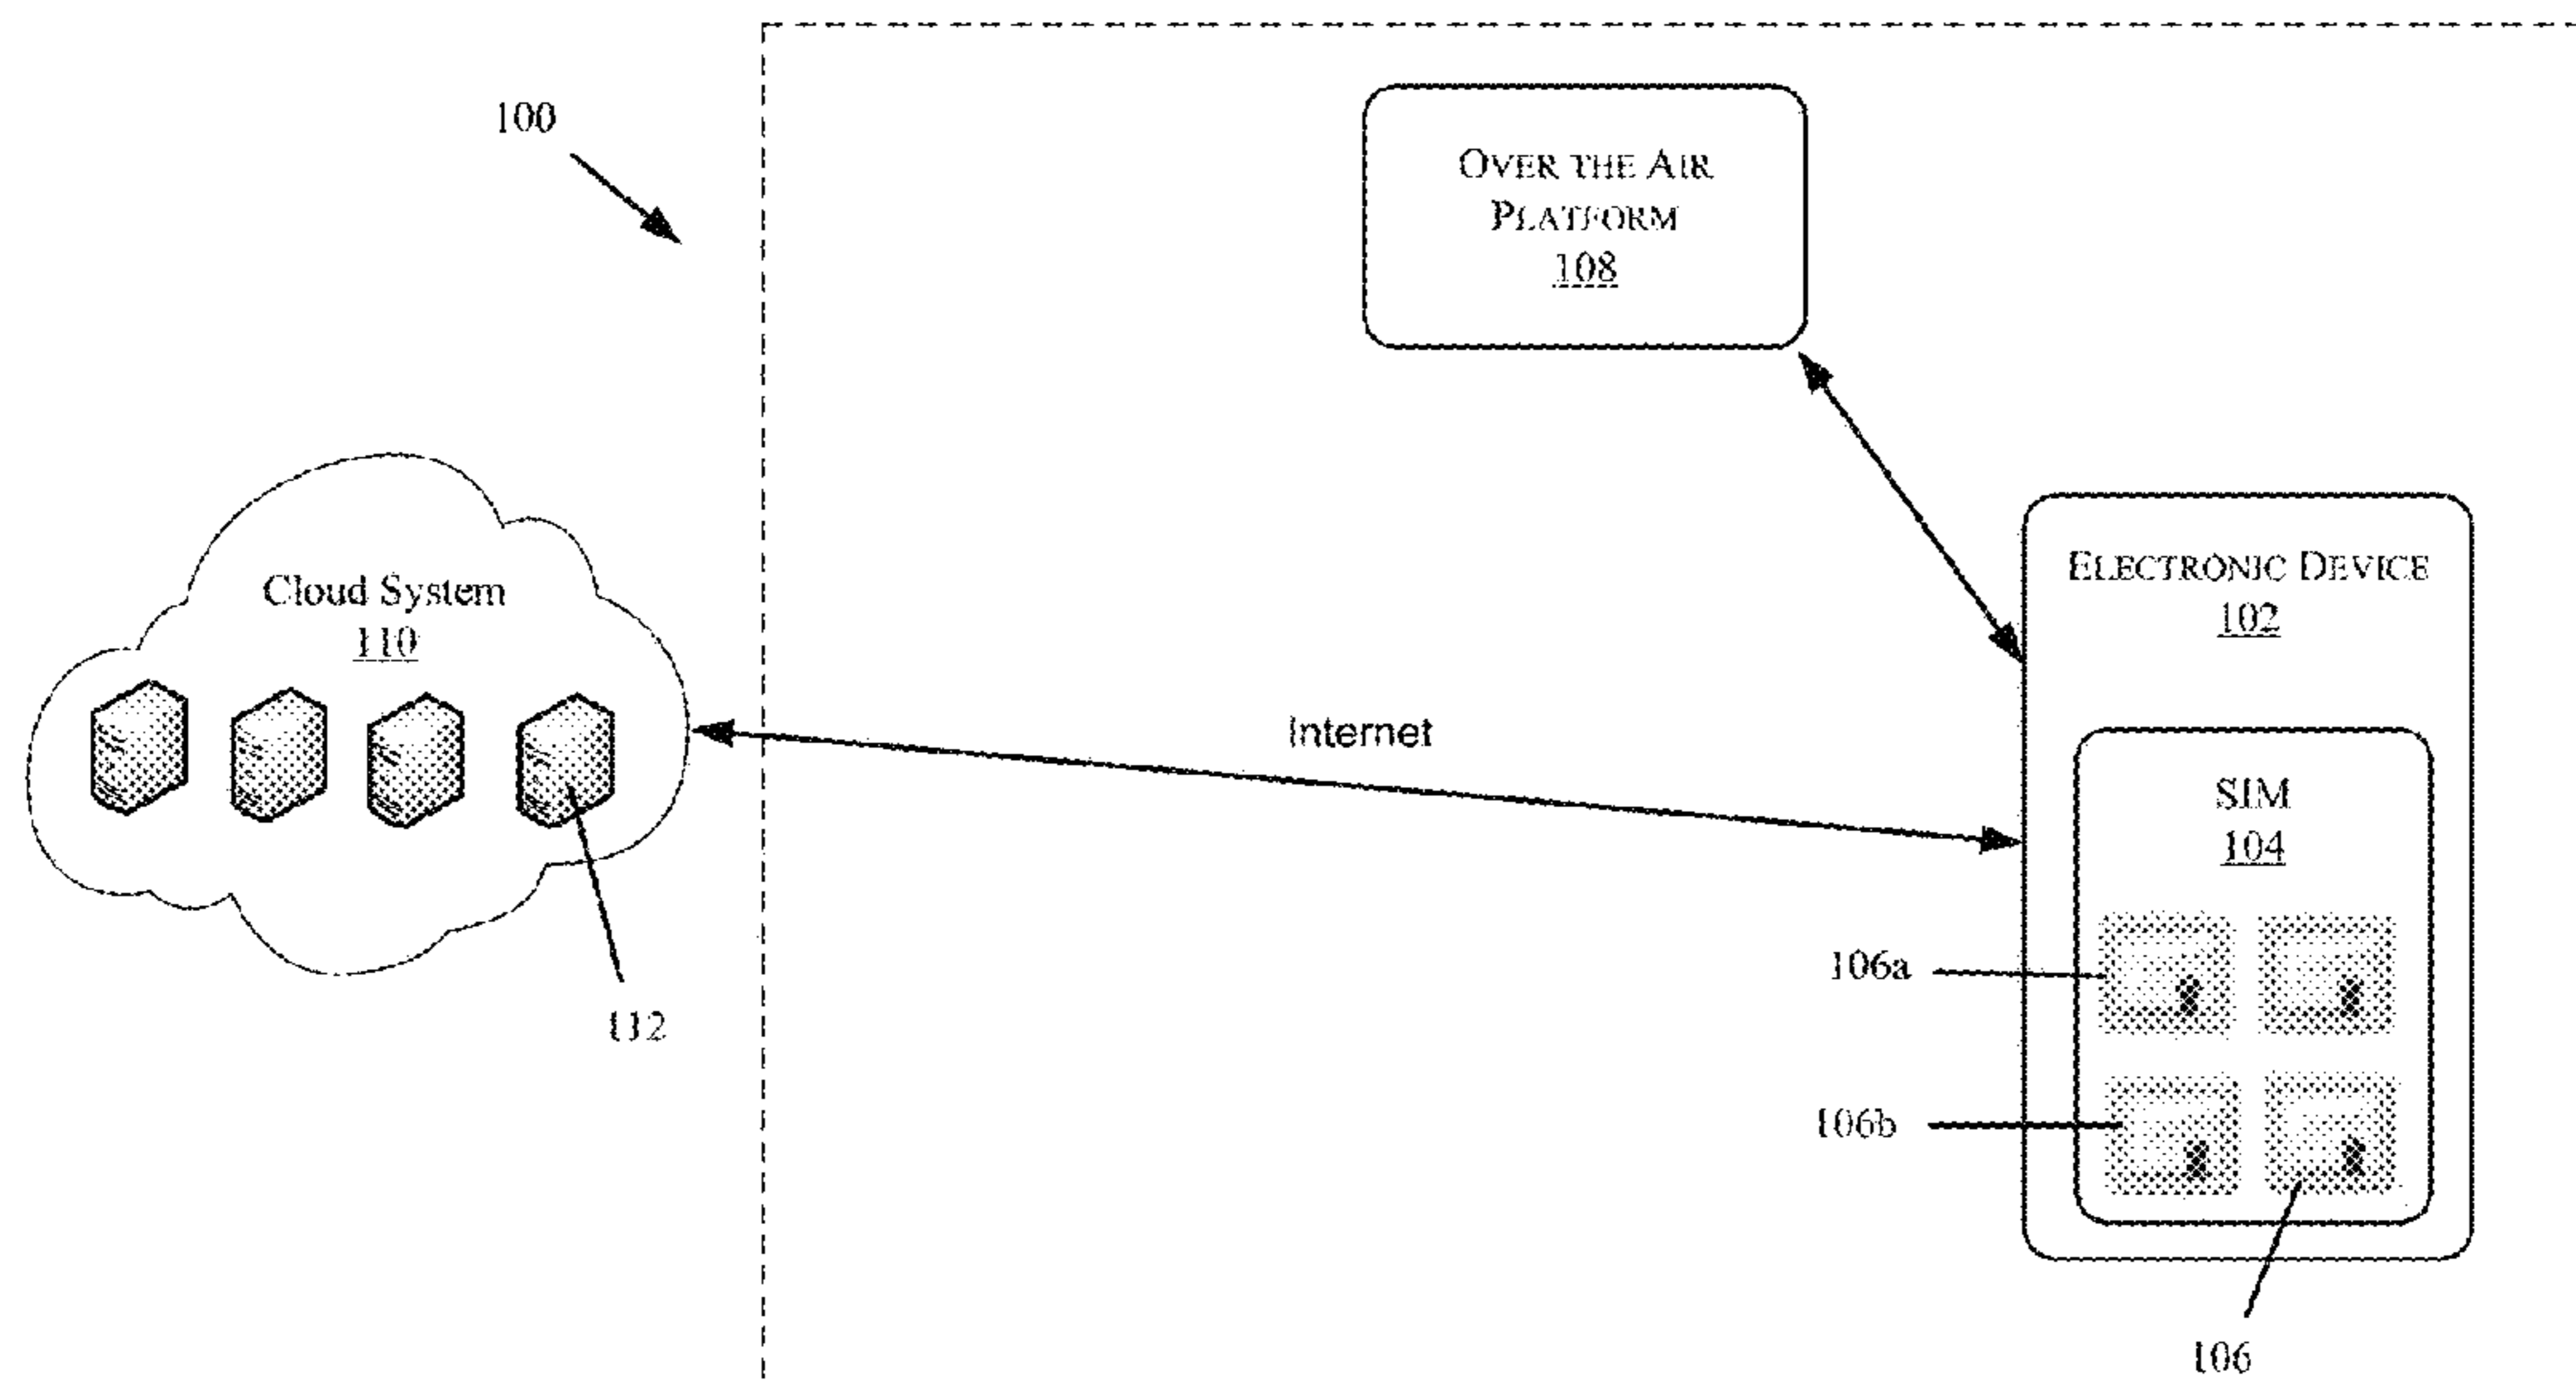 100
OVER THE AIR
PLATFORM
108
ELECTRONIC DEVICE
102
Cloud System
110
Internet
SIM
104
106a
112
106b
106